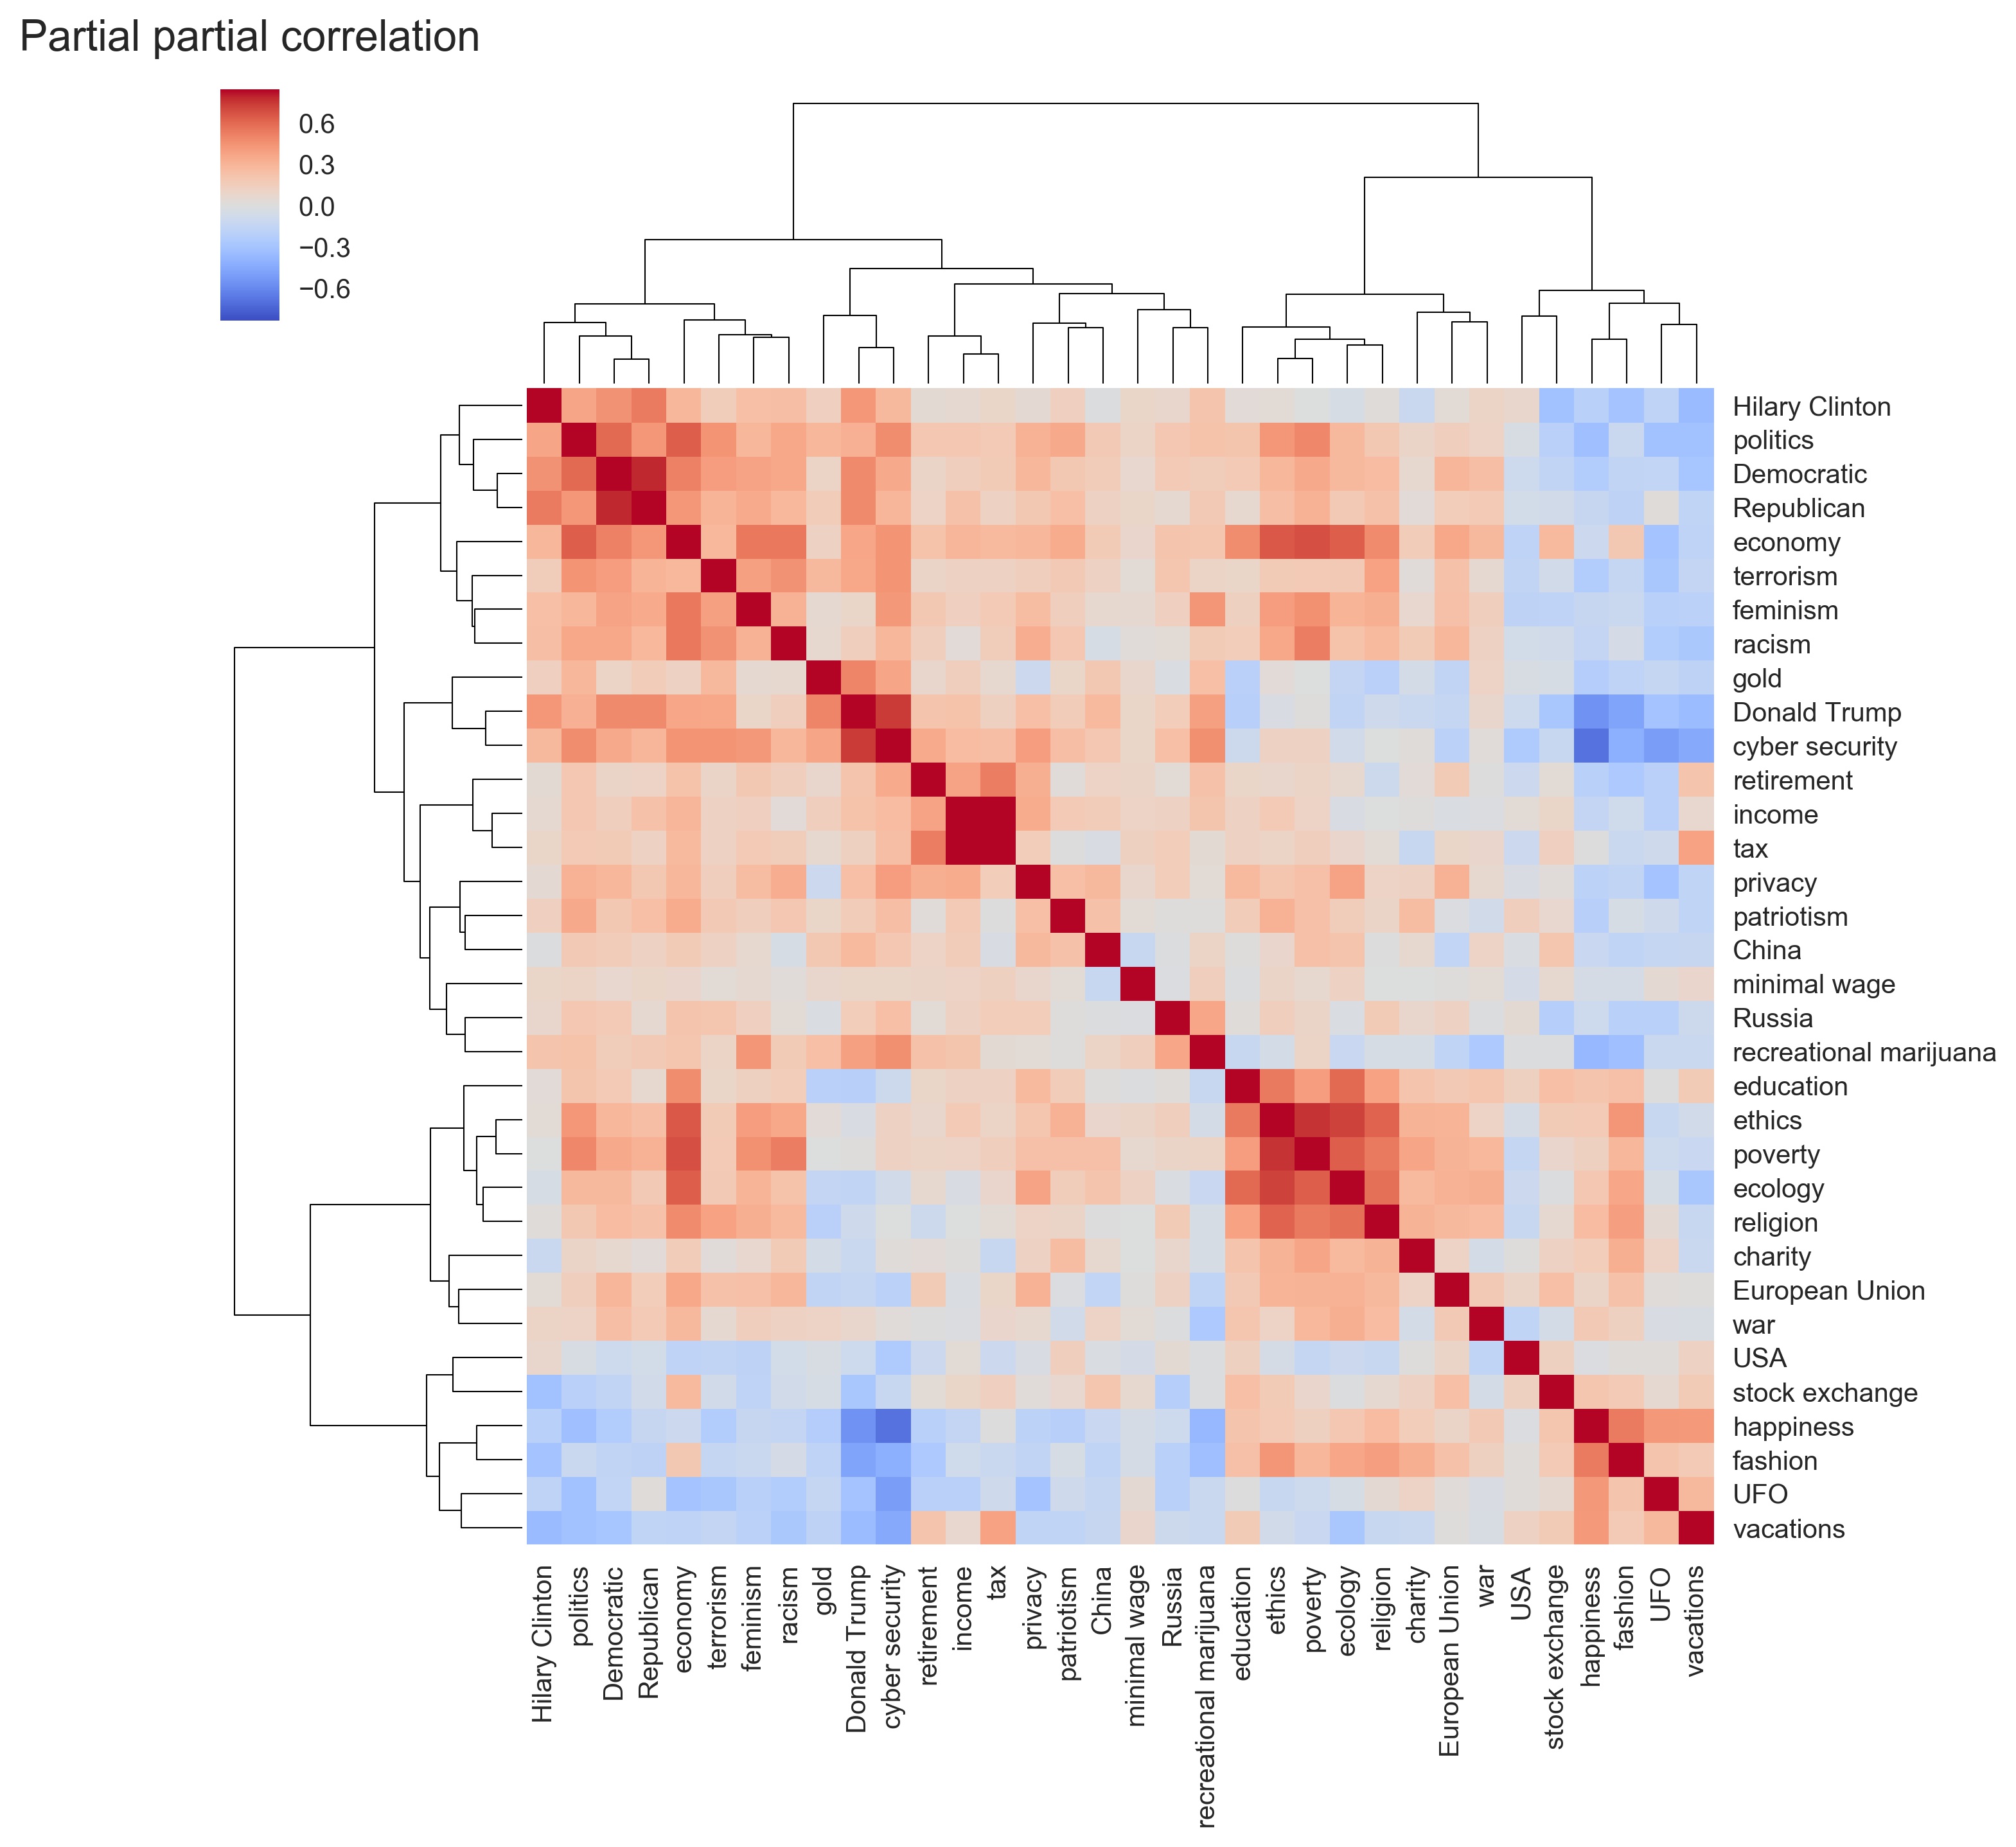 Partial partial correlation
0.6
0.3
0.0
−0.3
−0.6
Hilary Clinton
politics
Democratic
Republican
economy
terrorism
feminism
racism
gold
Donald Trump
cyber security
retirement
income
tax
privacy
patriotism
China
minimal wage
Russia
recreational marijuana
education
ethics
poverty
ecology
religion
charity
European Union
war
USA
stock exchange
happiness
fashion
UFO
vacations
Hilary Clinton
politics
Democratic
Republican
economy
terrorism
feminism
racism
gold
Donald Trump
cyber security
retirement
income
tax
privacy
patriotism
China
minimal wage
Russia
recreational marijuana
education
ethics
poverty
ecology
religion
charity
European Union
war
USA
stock exchange
happiness
fashion
UFO
vacations